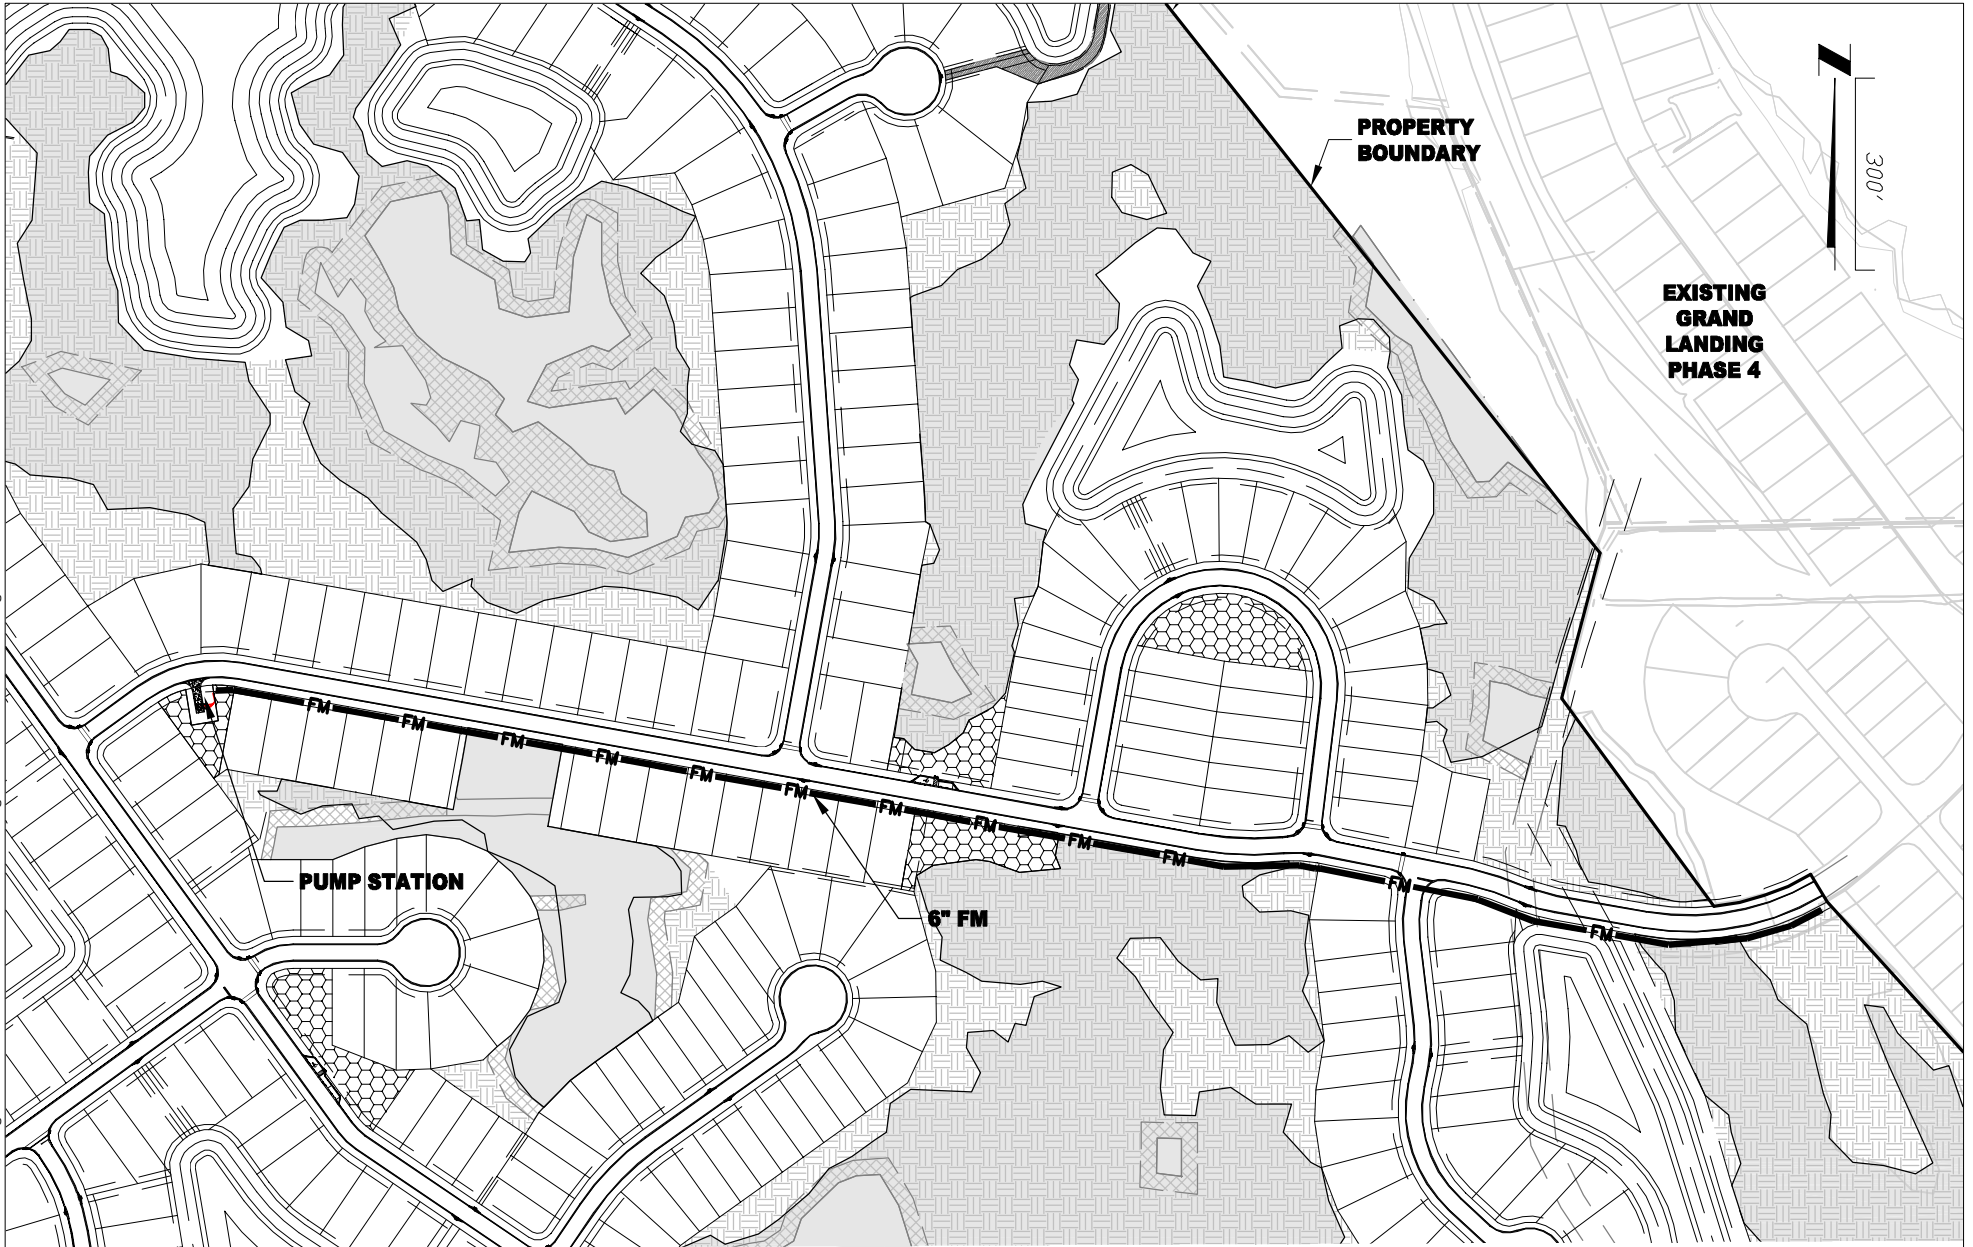 N
PROPERTY
BOUNDARY
300'
EXISTING
GRAND
LANDING
PHASE 4
FM
FM
FM
FM
FM
FM
FM
FM
FM
FM
FM
FM
PUMP STATION
6" FM